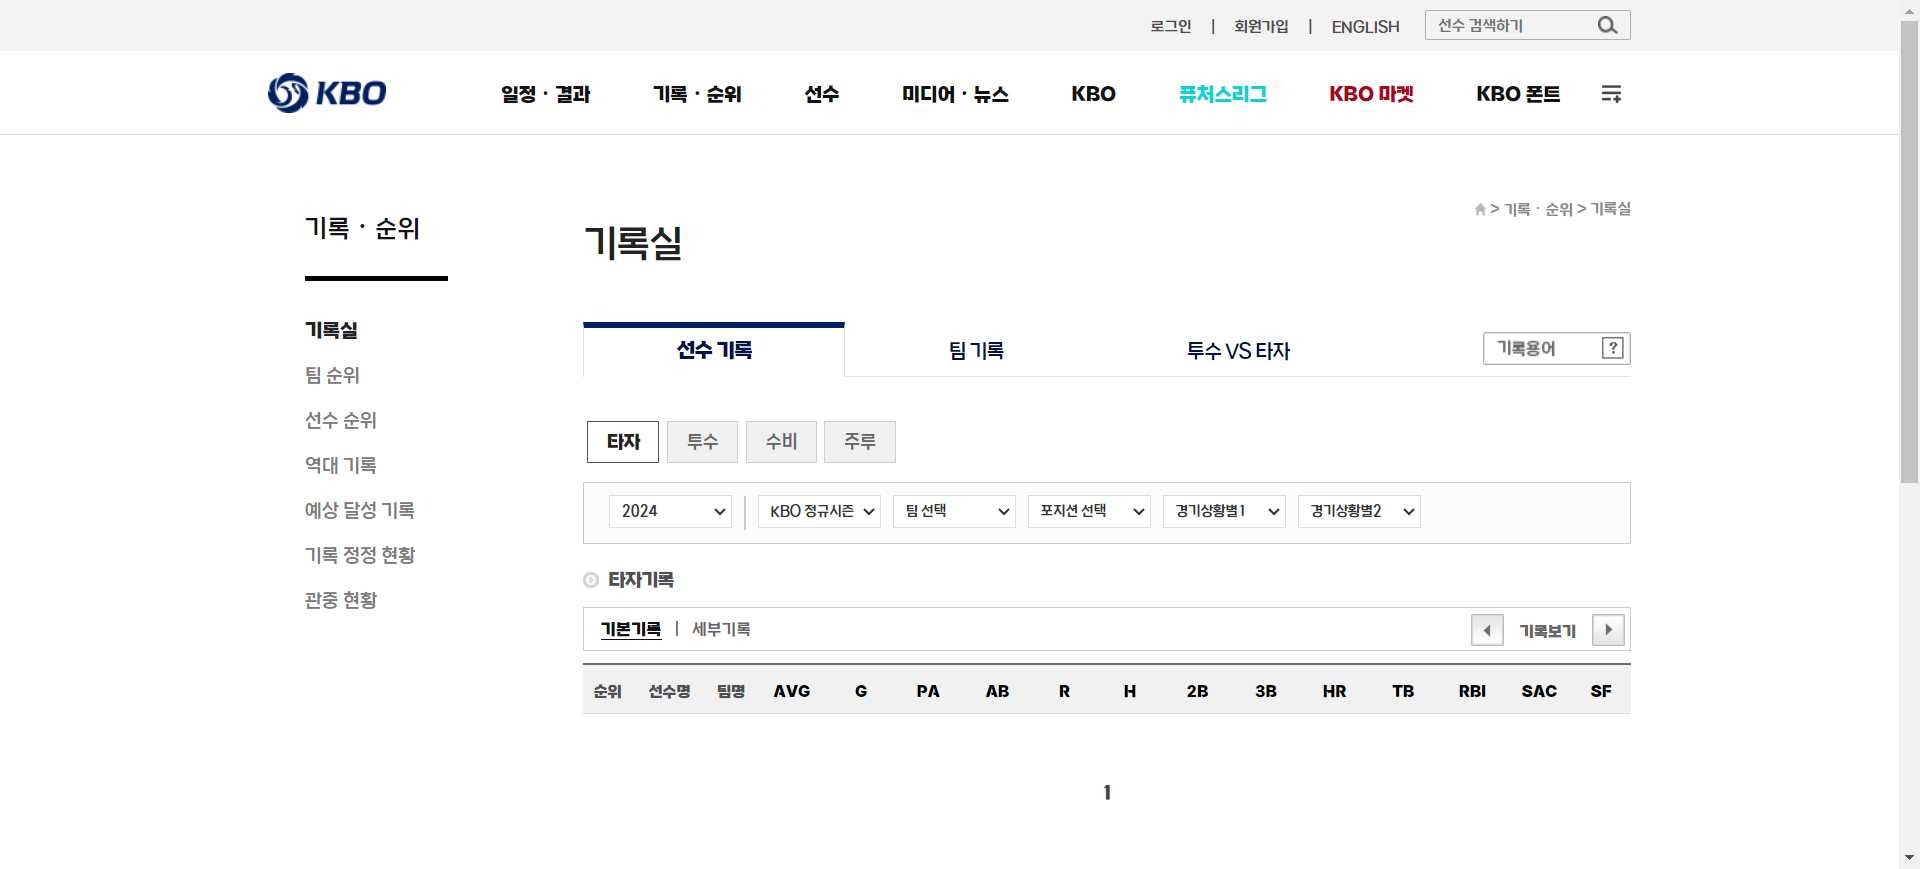 로그인 | 회원가입 | ENGLISH 선수 검색하기
KBO 일정 · 결과 기록 · 순위 선수 미디어 · 뉴스 KBO 퓨처스리그 KBO 마켓 KBO 폰트
> 기록 · 순위 > 기록실
기록 · 순위
기록실
기록실
팀 순위
선수 순위
역대 기록
예상 달성 기록
기록 정정 현황
관중 현황
선수 기록 팀 기록 투수 VS 타자 기록용어 ?
타자 투수 수비 주루
2024 KBO 정규시즌 팀 선택 포지션 선택 경기상황별1 경기상황별2
타자기록
기본기록 | 세부기록 기록보기
순위 선수명 팀명 AVG G PA AB R H 2B 3B HR TB RBI SAC SF
1